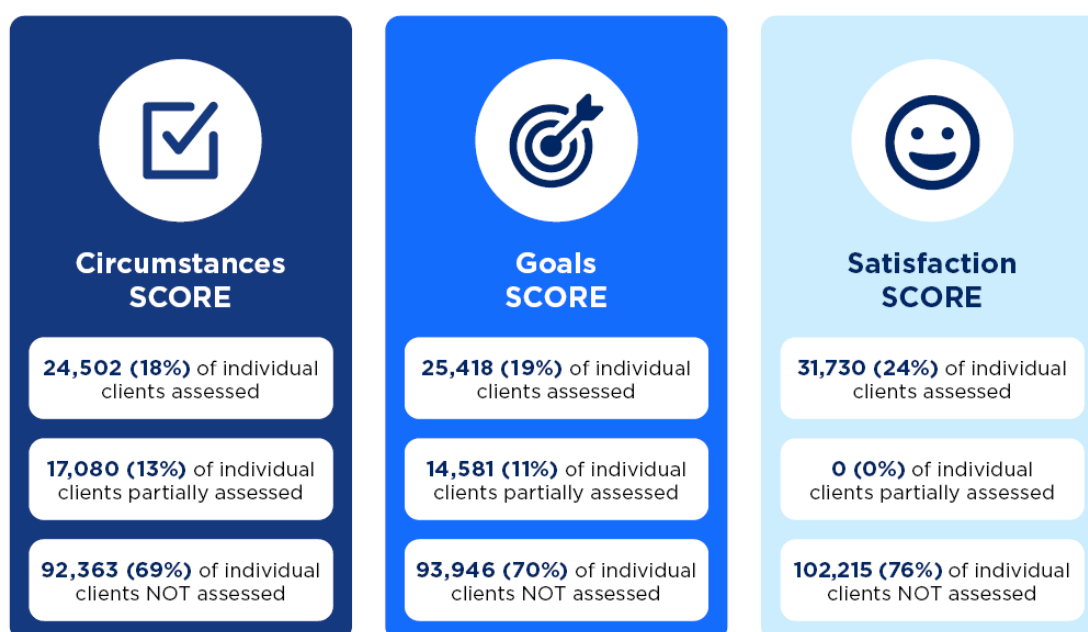 Circumstances
SCORE
24,502 (18%) of individual
clients assessed
17,080 (13%) of individual
clients partially assessed
92,363 (69%) of individual
clients NOT assessed
Goals
SCORE
25,418 (19%) of individual
clients assessed
14,581 (11%) of individual
clients partially assessed
93,946 (70%) of individual
clients NOT assessed
Satisfaction
SCORE
31,730 (24%) of individual
clients assessed
0 (0%) of individual
clients partially assessed
102,215 (76%) of individual
clients NOT assessed